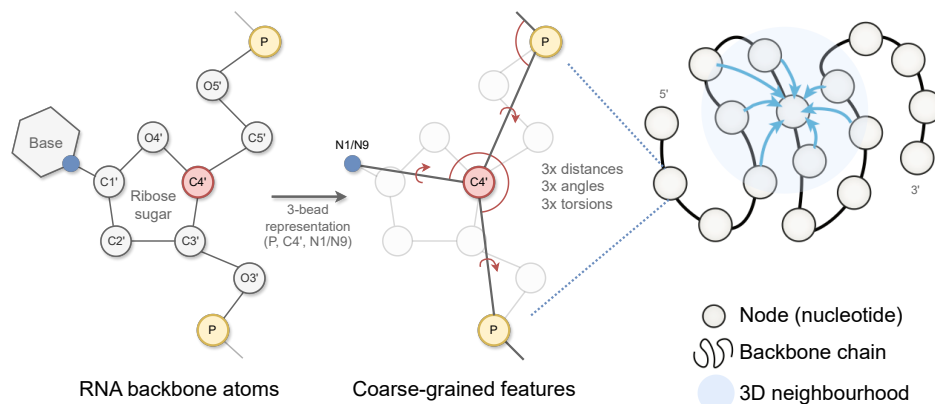 P
O5'
Base
O4'
C5'
C1'
Ribose
sugar
C4'
C2'
C3'
O3'
P
RNA backbone atoms
3-bead
representation
(P, C4', N1/N9)
P
N1/N9
C4'
P
3x distances
3x angles
3x torsions
Coarse-grained features
5'
3'
Node (nucleotide)
Backbone chain
3D neighbourhood